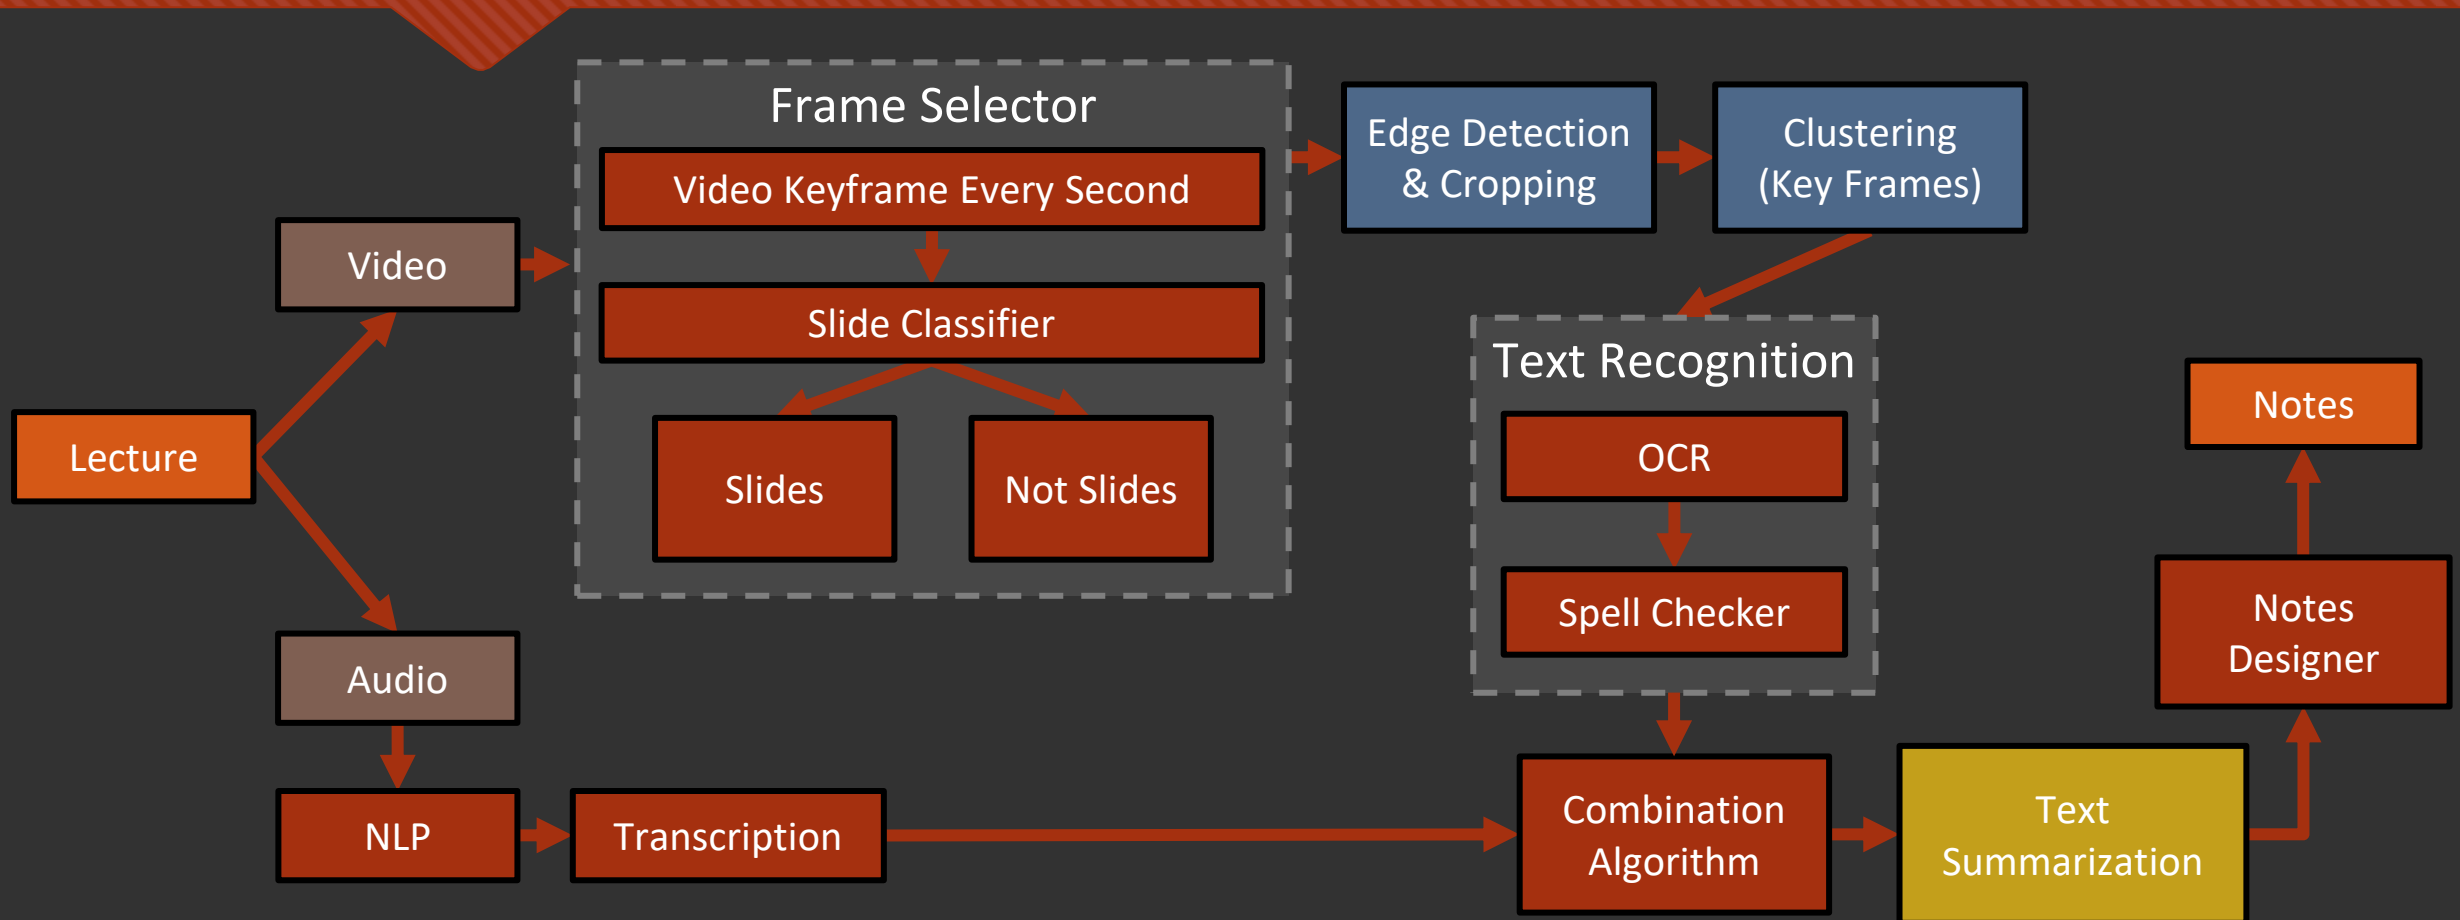 Frame Selector
Video Keyframe Every Second
Slide Classifier
Slides
Not Slides
Edge Detection
& Cropping
Clustering
(Key Frames)
Video
Lecture
Audio
NLP
Transcription
Text Recognition
OCR
Spell Checker
Combination
Algorithm
Text
Summarization
Notes
Designer
Notes